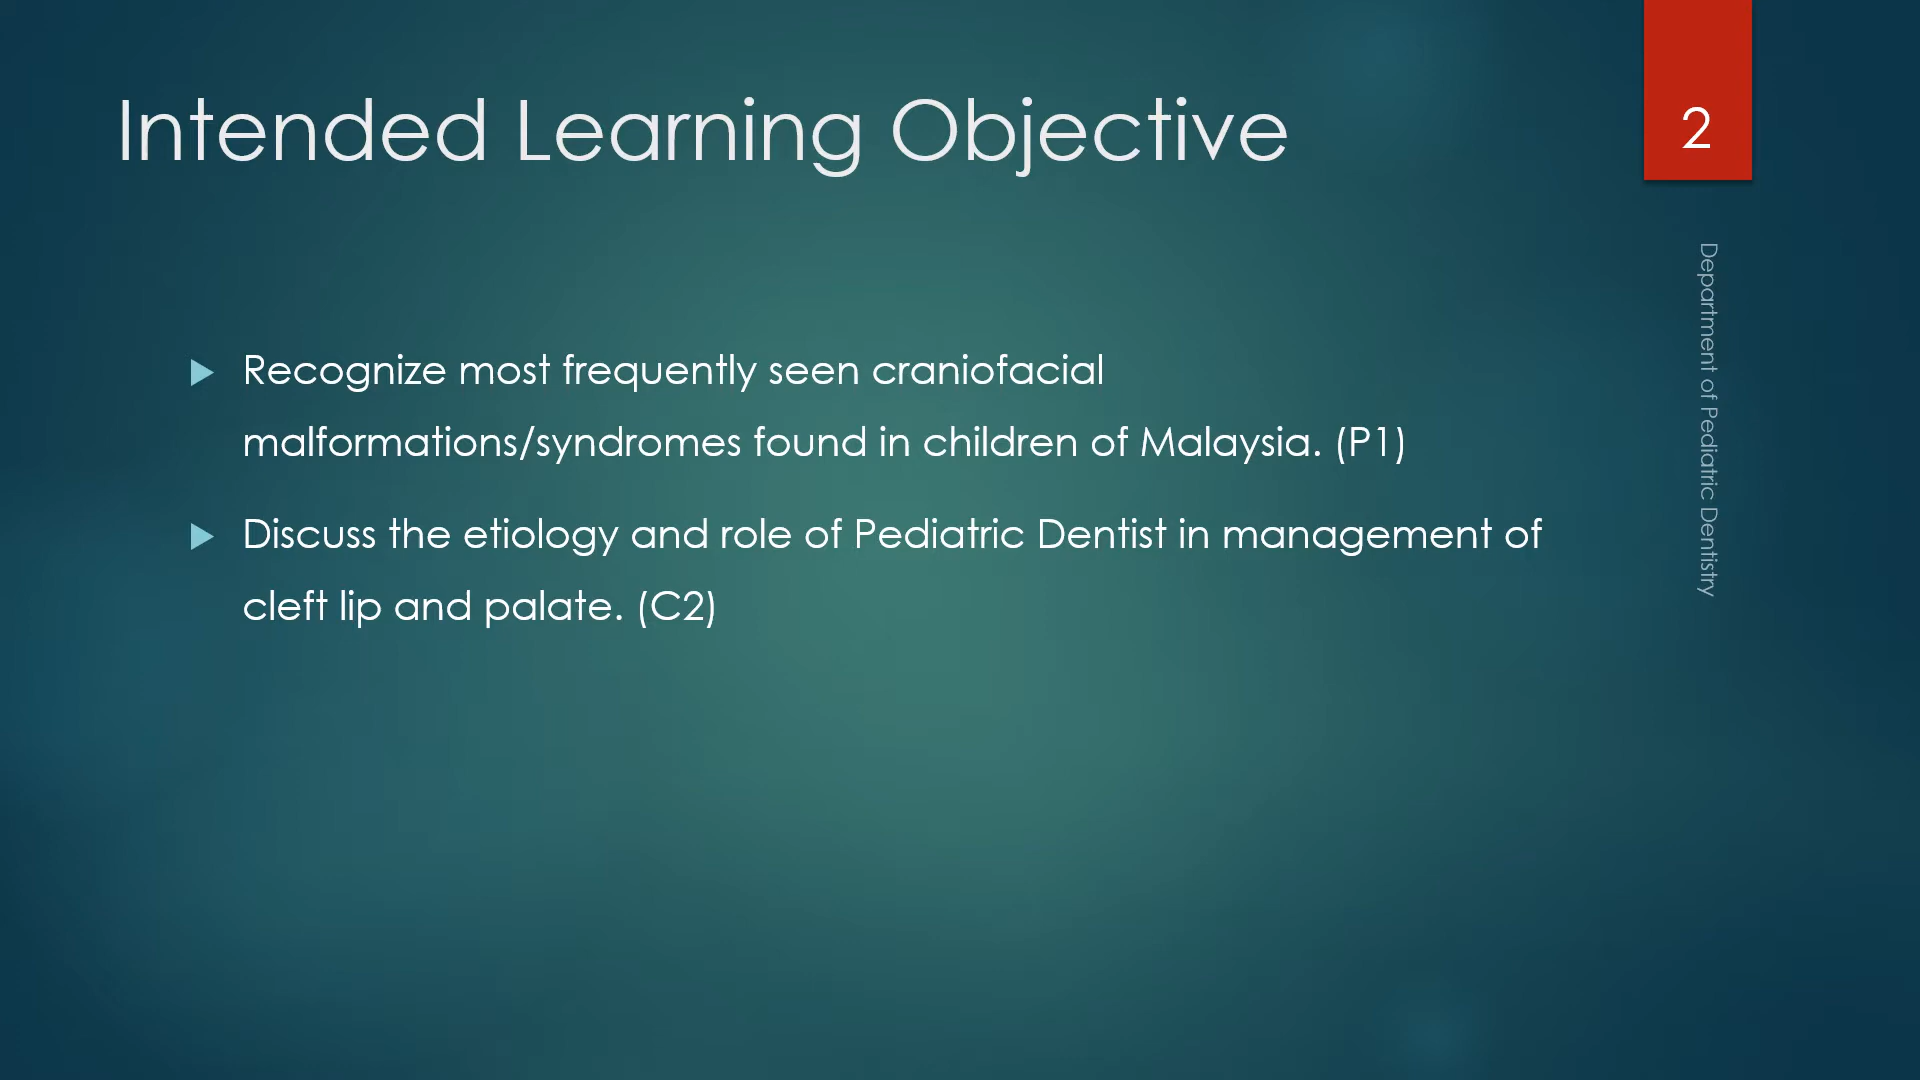 Intended Learning Objective
2
Recognize most frequently seen craniofacial
malformations/syndromes found in children of Malaysia. (P1)
Discuss the etiology and role of Pediatric Dentist in management of
cleft lip and palate. (C2)
Department of Pediatric Dentistry